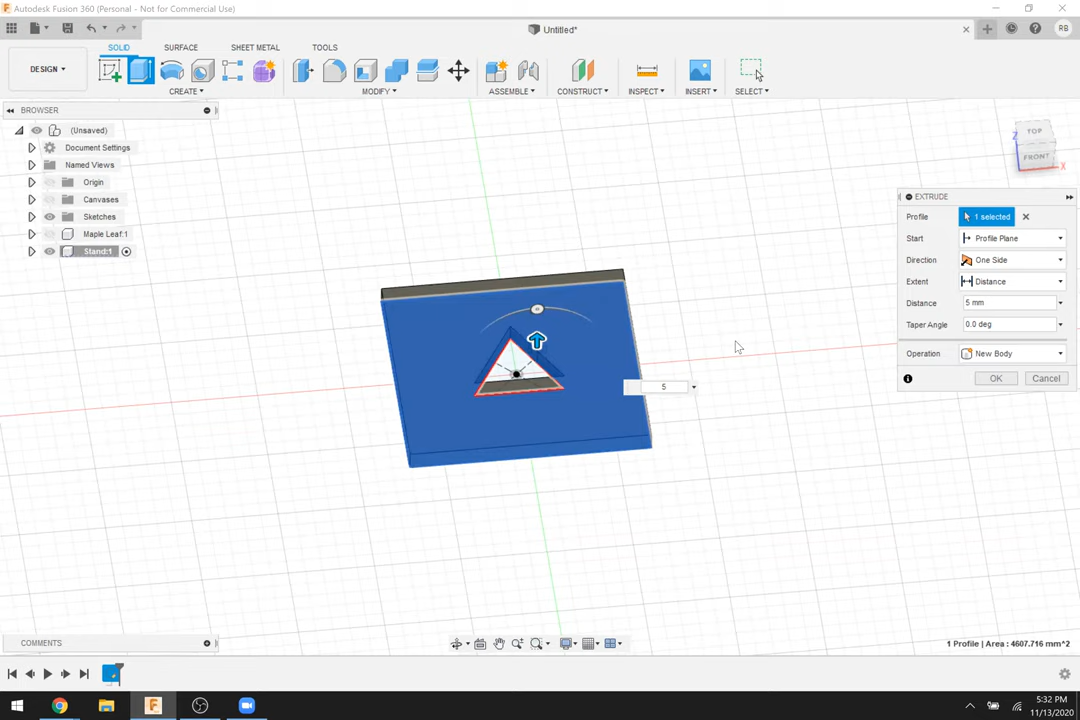 Autodesk Fusion 360 (Personal - Not for Commercial Use)
Untitled*
RB
DESIGN
SOLID SURFACE SHEET METAL TOOLS
CREATE MODIFY ASSEMBLE CONSTRUCT INSPECT INSERT SELECT
BROWSER
(Unsaved)
Document Settings
Named Views
Origin
Canvases
Sketches
Maple Leaf:1
Stand:1
TOP
FRONT
Z
X
EXTRUDE
Profile 1 selected
Start Profile Plane
Direction One Side
Extent Distance
Distance 5 mm
Taper Angle 0.0 deg
Operation New Body
OK Cancel
5
COMMENTS
1 Profile | Area : 4607.716 mm^2
5:32 PM
11/13/2020